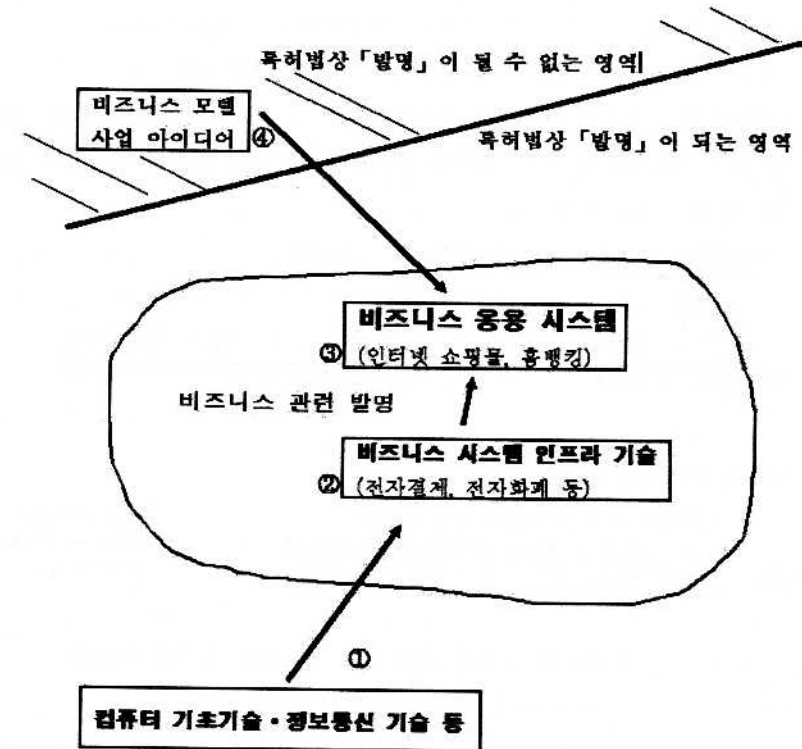 특허법상「발명」이 될 수 없는 영역
비즈니스 모델
사업 아이디어 ④
특허법상「발명」이 되는 영역
비즈니스 응용 시스템
③ (인터넷 쇼핑몰, 홈뱅킹)
비즈니스 관련 발명
비즈니스 시스템 인프라 기술
② (전자결제, 전자화폐 등)
①
컴퓨터 기초기술・정보통신 기술 등